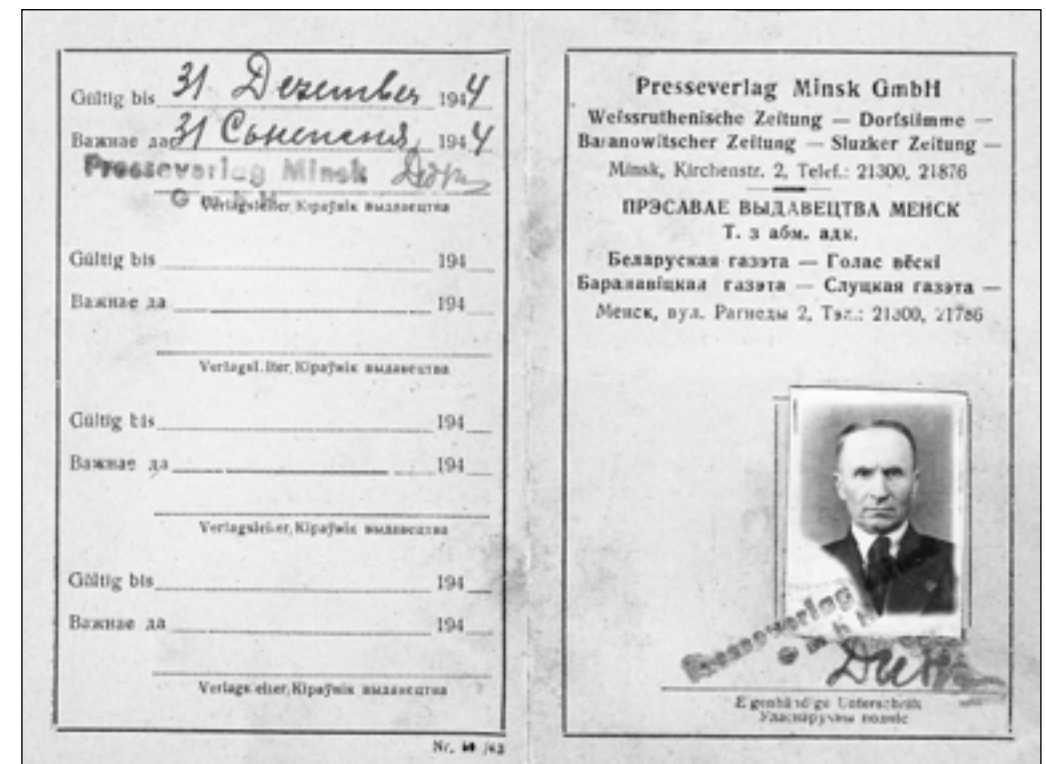 Gültig bis 31 Dezember 1944
Важнае да 31 Сьнежня 1944
Presseverlag Minsk
G m b H
Verlagsleiter, Кіраўнік выдавецтва
Gültig bis 194
Важнае да 194
Verlagsleiter, Кіраўнік выдавецтва
Gültig bis 194
Важнае да 194
Verlagsleiter, Кіраўнік выдавецтва
Gültig bis 194
Важнае да 194
Verlagsleiter, Кіраўнік выдавецтва
Nr. /43
Presseverlag Minsk GmbH
Weissruthenische Zeitung — Dorfstimme —
Baranowitscher Zeitung — Sluzker Zeitung —
Minsk, Kirchenstr. 2, Telef.: 21300, 21876
ПРЭСАВАЕ ВЫДАВЕЦТВА МЕНСК
Т. з абм. адк.
Беларуская газэта — Голас вёскі
Баранавіцкая газэта — Слуцкая газэта —
Менск, вул. Рагнеды 2, Тэл.: 21300, 21786
Presseverlag
G m b H
Eigenhändige Unterschrift
Уласнаручны подпіс